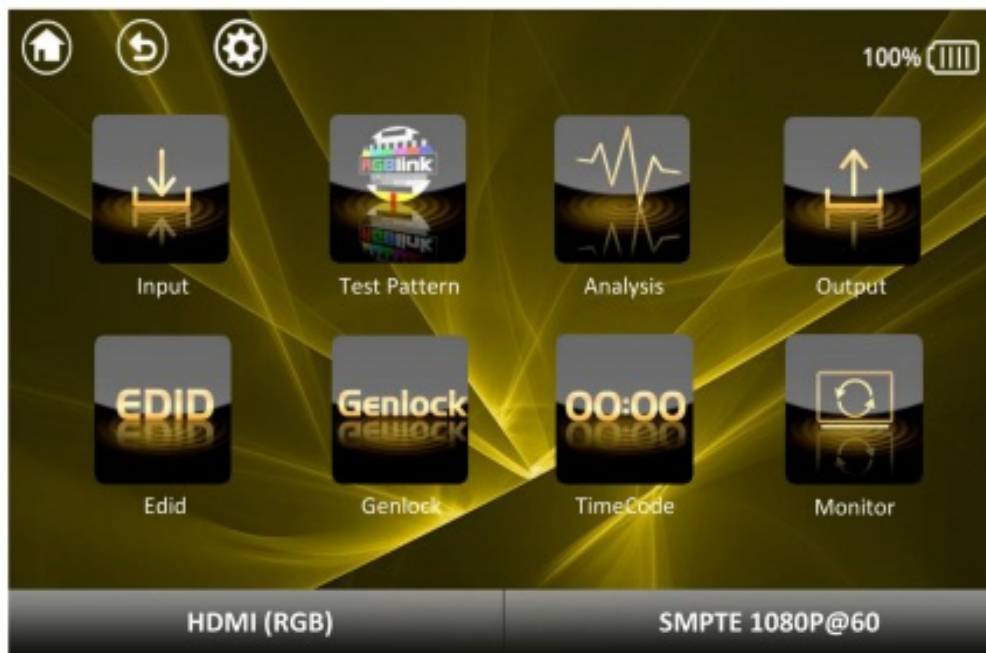 100%
RGBlink
Input
Test Pattern
Analysis
Output
EDID
Genlock
00:00
Edid
Genlock
TimeCode
Monitor
HDMI (RGB)
SMPTE 1080P@60